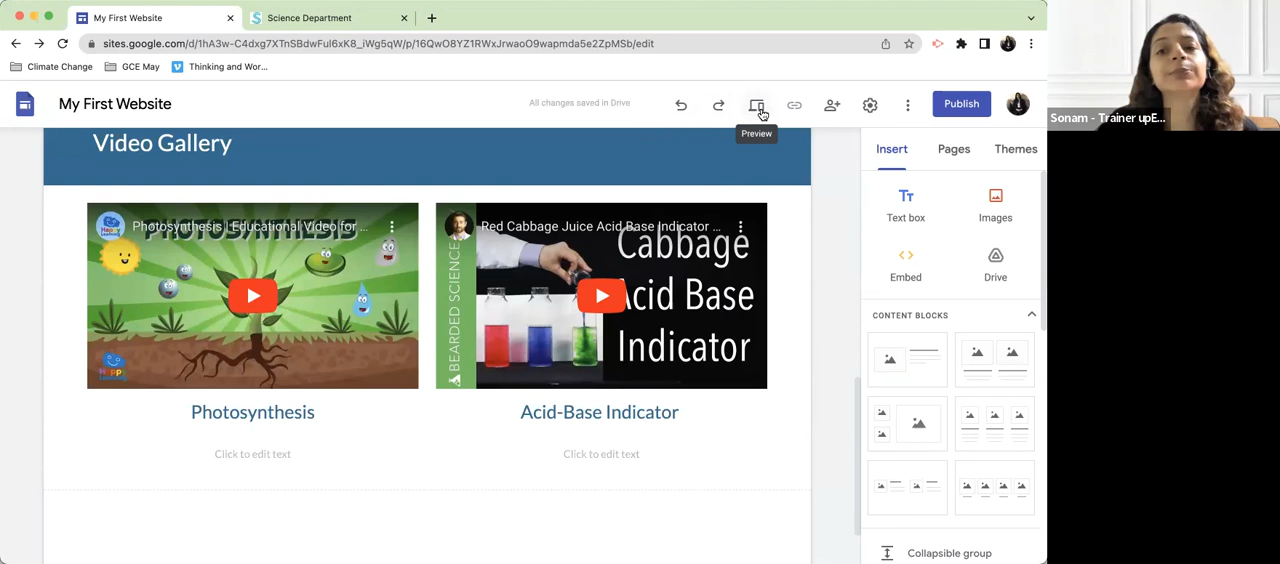 My First Website
Science Department
sites.google.com/d/1hA3w-C4dxg7XTnSBdwFul6xK8_iWg5qW/p/16QwO8YZ1RWxJrwaoO9wapmda5e2ZpMSb/edit
Climate Change
GCE May
Thinking and Wor...
My First Website
All changes saved in Drive
Publish
Preview
Sonam - Trainer upE...
Video Gallery
Insert
Pages
Themes
Text box
Images
Embed
Drive
CONTENT BLOCKS
Collapsible group
Photosynthesis | Educational Video for ...
PHOTOSYNTHESIS
Happy Learning
Red Cabbage Juice Acid Base Indicator ...
BEARDED SCIENCE
Cabbage
Acid Base
Indicator
Photosynthesis
Acid-Base Indicator
Click to edit text
Click to edit text